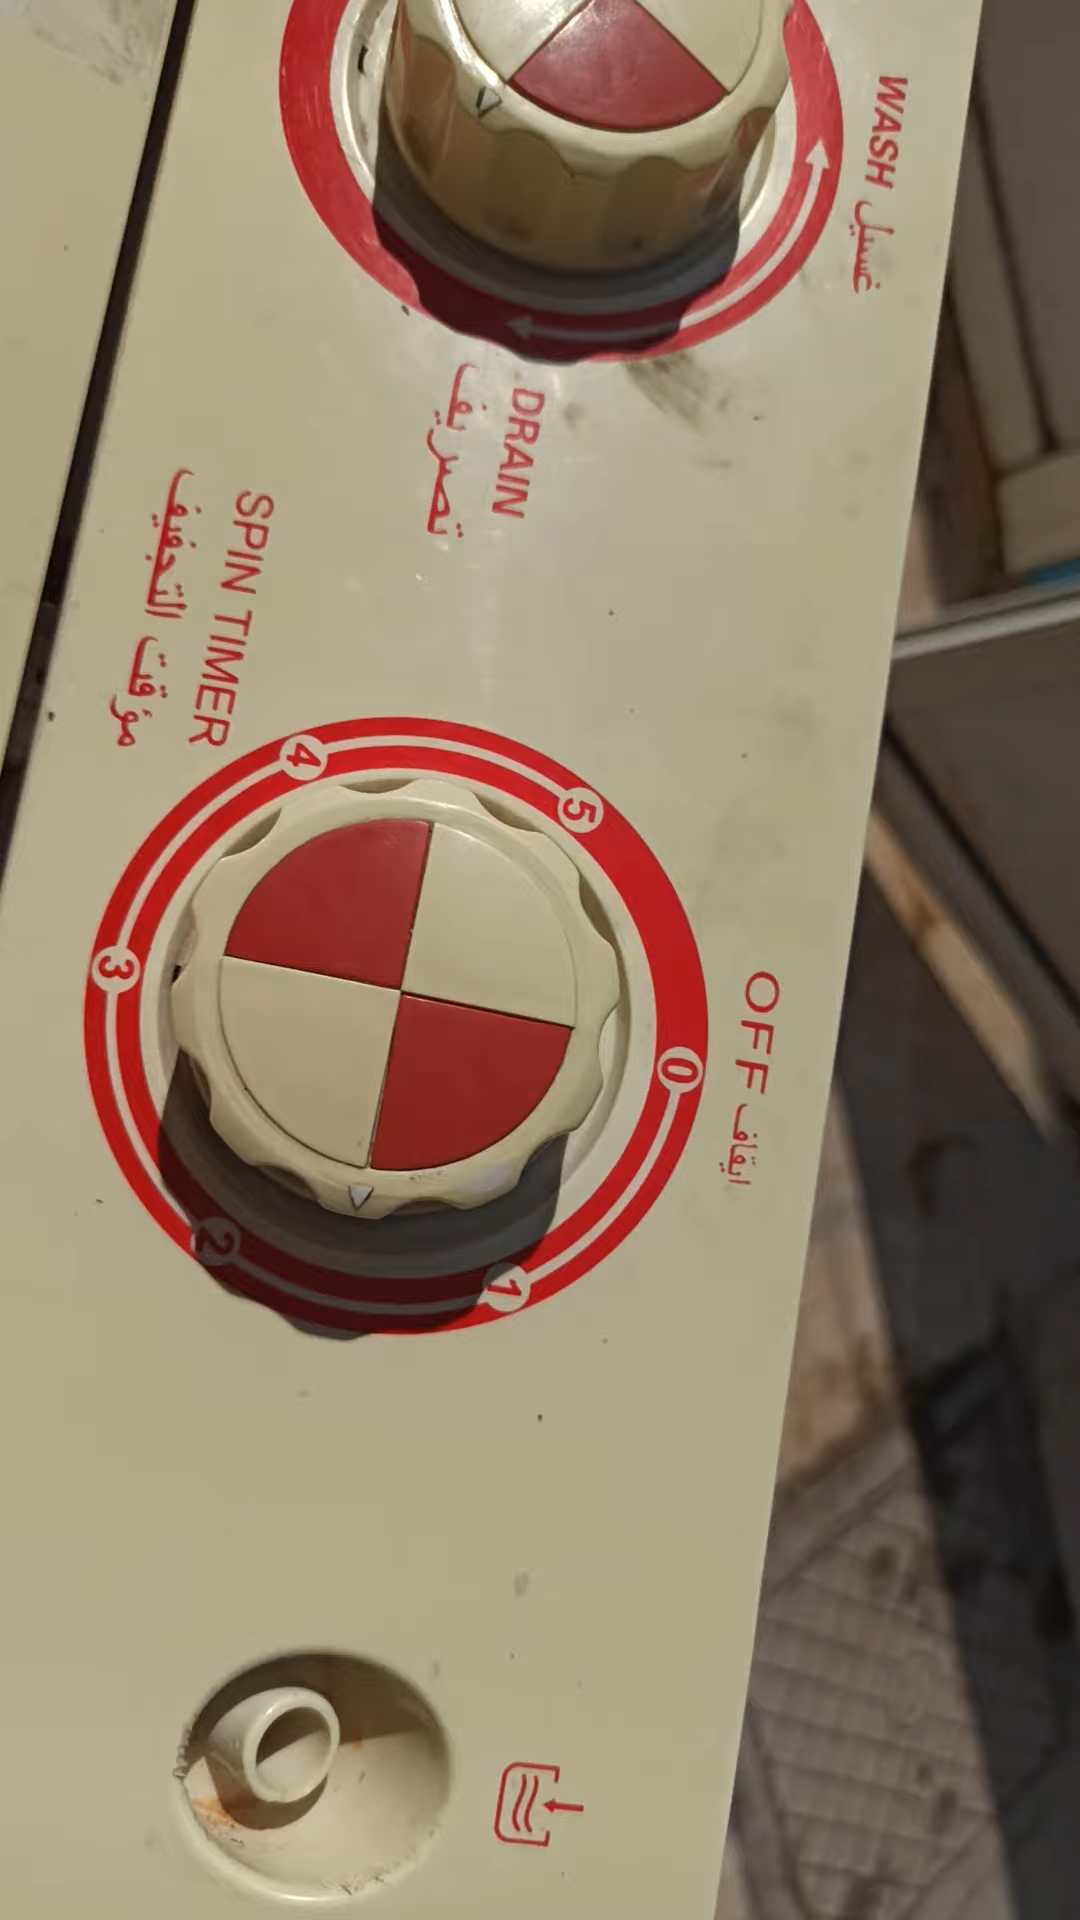 WASH غسيل
DRAIN
تصريف
SPIN TIMER
مؤقت التجفيف
OFF ايقاف
0
1
2
3
4
5